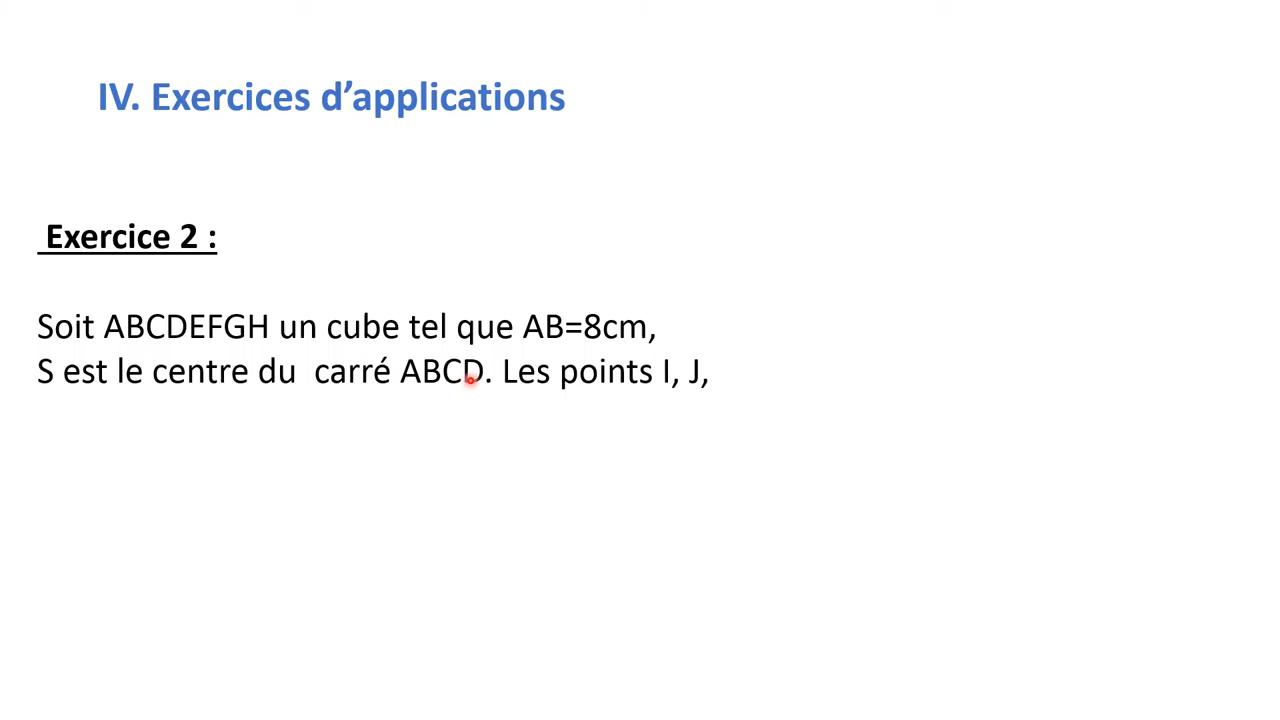 IV. Exercices d’applications
Exercice 2 :
Soit ABCDEFGH un cube tel que AB=8cm,
S est le centre du carré ABCD. Les points I, J,